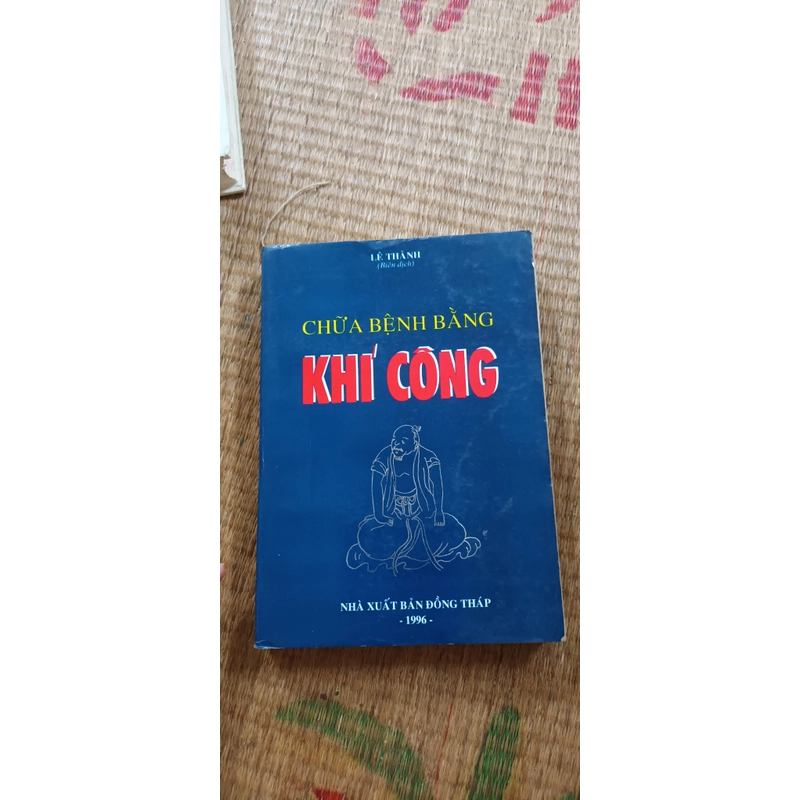 LÊ THÀNH
(Biên dịch)
CHỮA BỆNH BẰNG
KHÍ CÔNG
NHÀ XUẤT BẢN ĐỒNG THÁP
- 1996 -